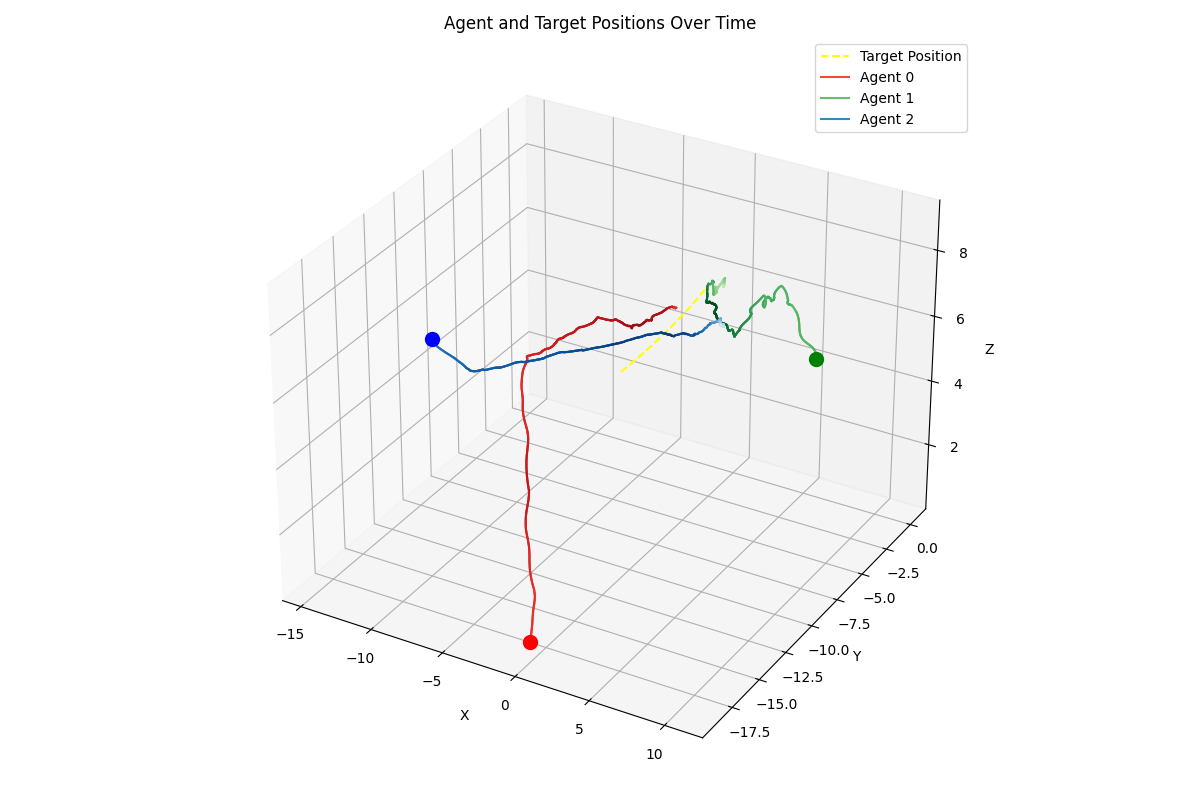 Agent and Target Positions Over Time
Target Position
Agent 0
Agent 1
Agent 2
8
6
4
2
Z
0.0
−2.5
−5.0
−7.5
−10.0
−12.5
−15.0
−17.5
Y
−15
−10
−5
0
5
10
X